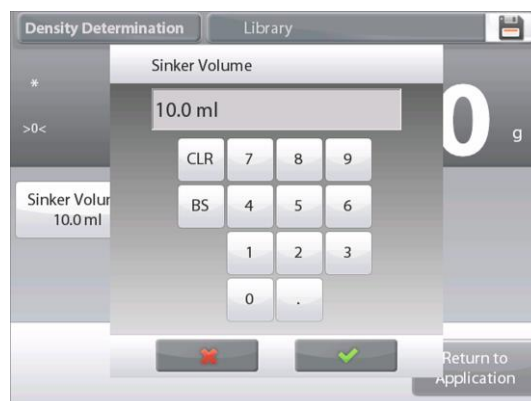 Density Determination
Library
Sinker Volume
*
10.0 ml
>0<
0
g
CLR 7 8 9
Sinker Volu
10.0 ml
BS 4 5 6
1 2 3
0 .
Return to
Application